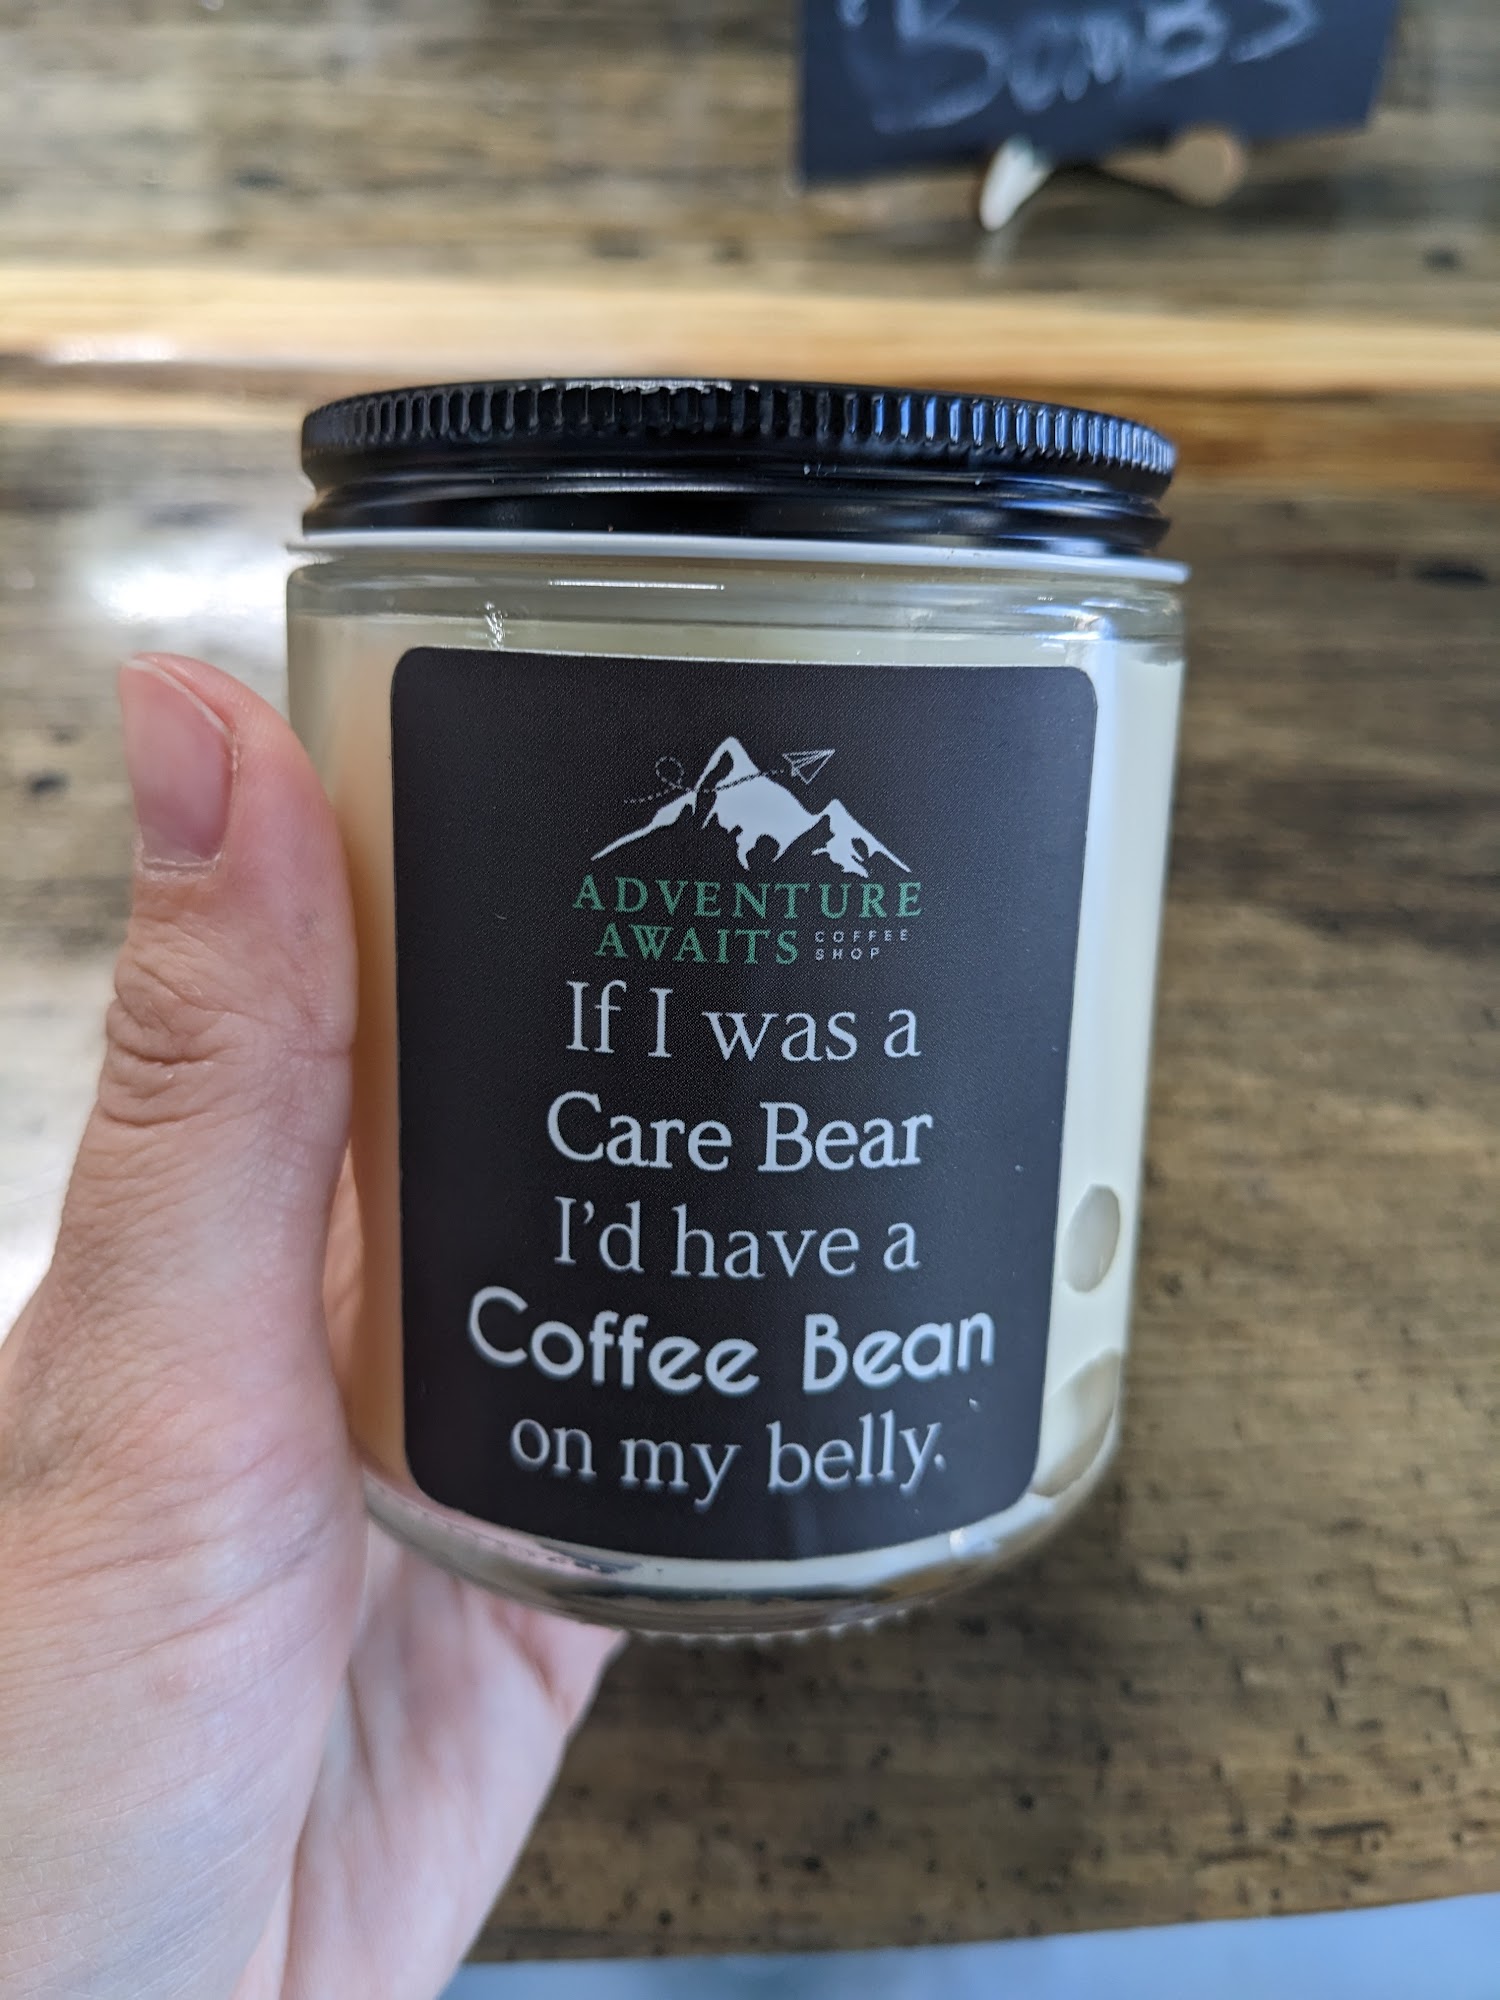 Bombs
ADVENTURE
AWAITS COFFEE SHOP
If I was a
Care Bear
I'd have a
Coffee Bean
on my belly.